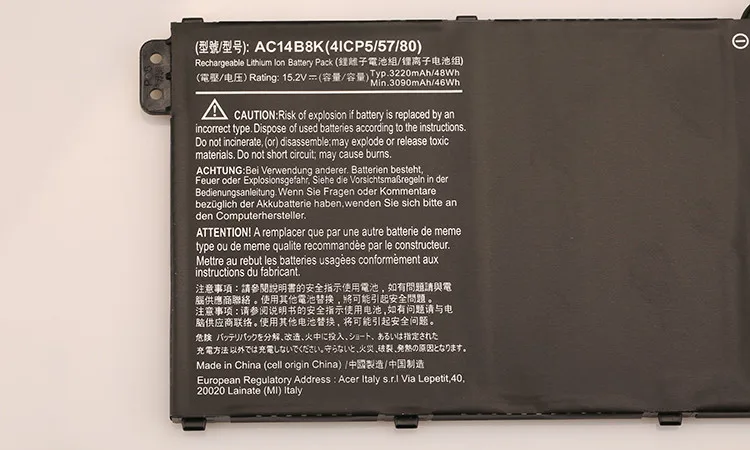 (型號/型号): AC14B8K(4ICP5/57/80)
Rechargeable Lithium Ion Battery Pack (鋰離子電池組/锂离子电池组)
(電壓/电压) Rating: 15.2V⎓(容量/容量) Typ.3220mAh/48Wh
Min.3090mAh/46Wh
CAUTION:Risk of explosion if battery is replaced by an
incorrect type. Dispose of used batteries according to the instructions.
Do not incinerate, (or) disassemble;may explode or release toxic
materials. Do not short circuit; may cause burns.
ACHTUNG:Bei Verwendung anderer. Batterien besteht,
Feuer oder Explosionsgefahr, Siehe die Vorsichtsmaßregeln in der
Bedienungsanleitung.Wenn Sie Fragen oder Kommentare
bezüglich der Akkubatterie haben,wenden Sie sich bitte an
den Computerhersteller.
ATTENTION! A remplacer que par une autre batterie de meme
type ou de meme qualite recommandée par le constructeur.
Mettre au rebut les batteries usagées conformément aux
instructions du fabricant.
注意事項：請參閱說明書的安全指示使用電池，如有問題請與電
腦供應商聯絡。使用其他電池替換，將可能引起安全問題。
注意事项：请参阅说明书的安全指示使用电池,如有问题请与电
脑供应商联络。使用其它电池替换，将可能引起安全问题。
危険 バッテリパックを分解、改造、火中に投入、ショート、あるいは指定された
充電方法以外では充電しないでください。守らないと、火災、破裂、発熱の原因となります。
Made in China (cell origin China) /中國製造/中国制造
European Regulatory Address : Acer Italy s.r.l Via Lepetit,40,
20020 Lainate (MI) Italy